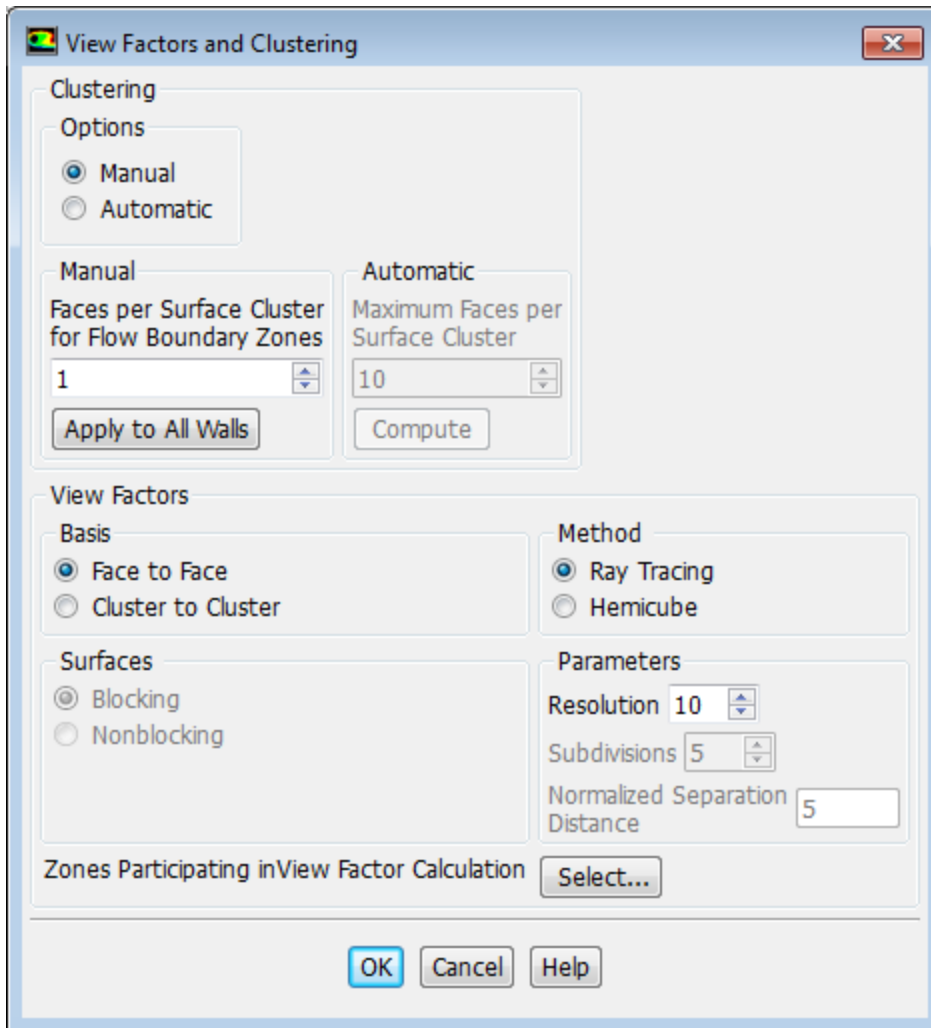 View Factors and Clustering
Clustering
Options
Manual
Automatic
Manual
Faces per Surface Cluster
for Flow Boundary Zones
1
Apply to All Walls
Automatic
Maximum Faces per
Surface Cluster
10
Compute
View Factors
Basis
Face to Face
Cluster to Cluster
Method
Ray Tracing
Hemicube
Surfaces
Blocking
Nonblocking
Parameters
Resolution 10
Subdivisions 5
Normalized Separation
Distance 5
Zones Participating inView Factor Calculation Select...
OK Cancel Help